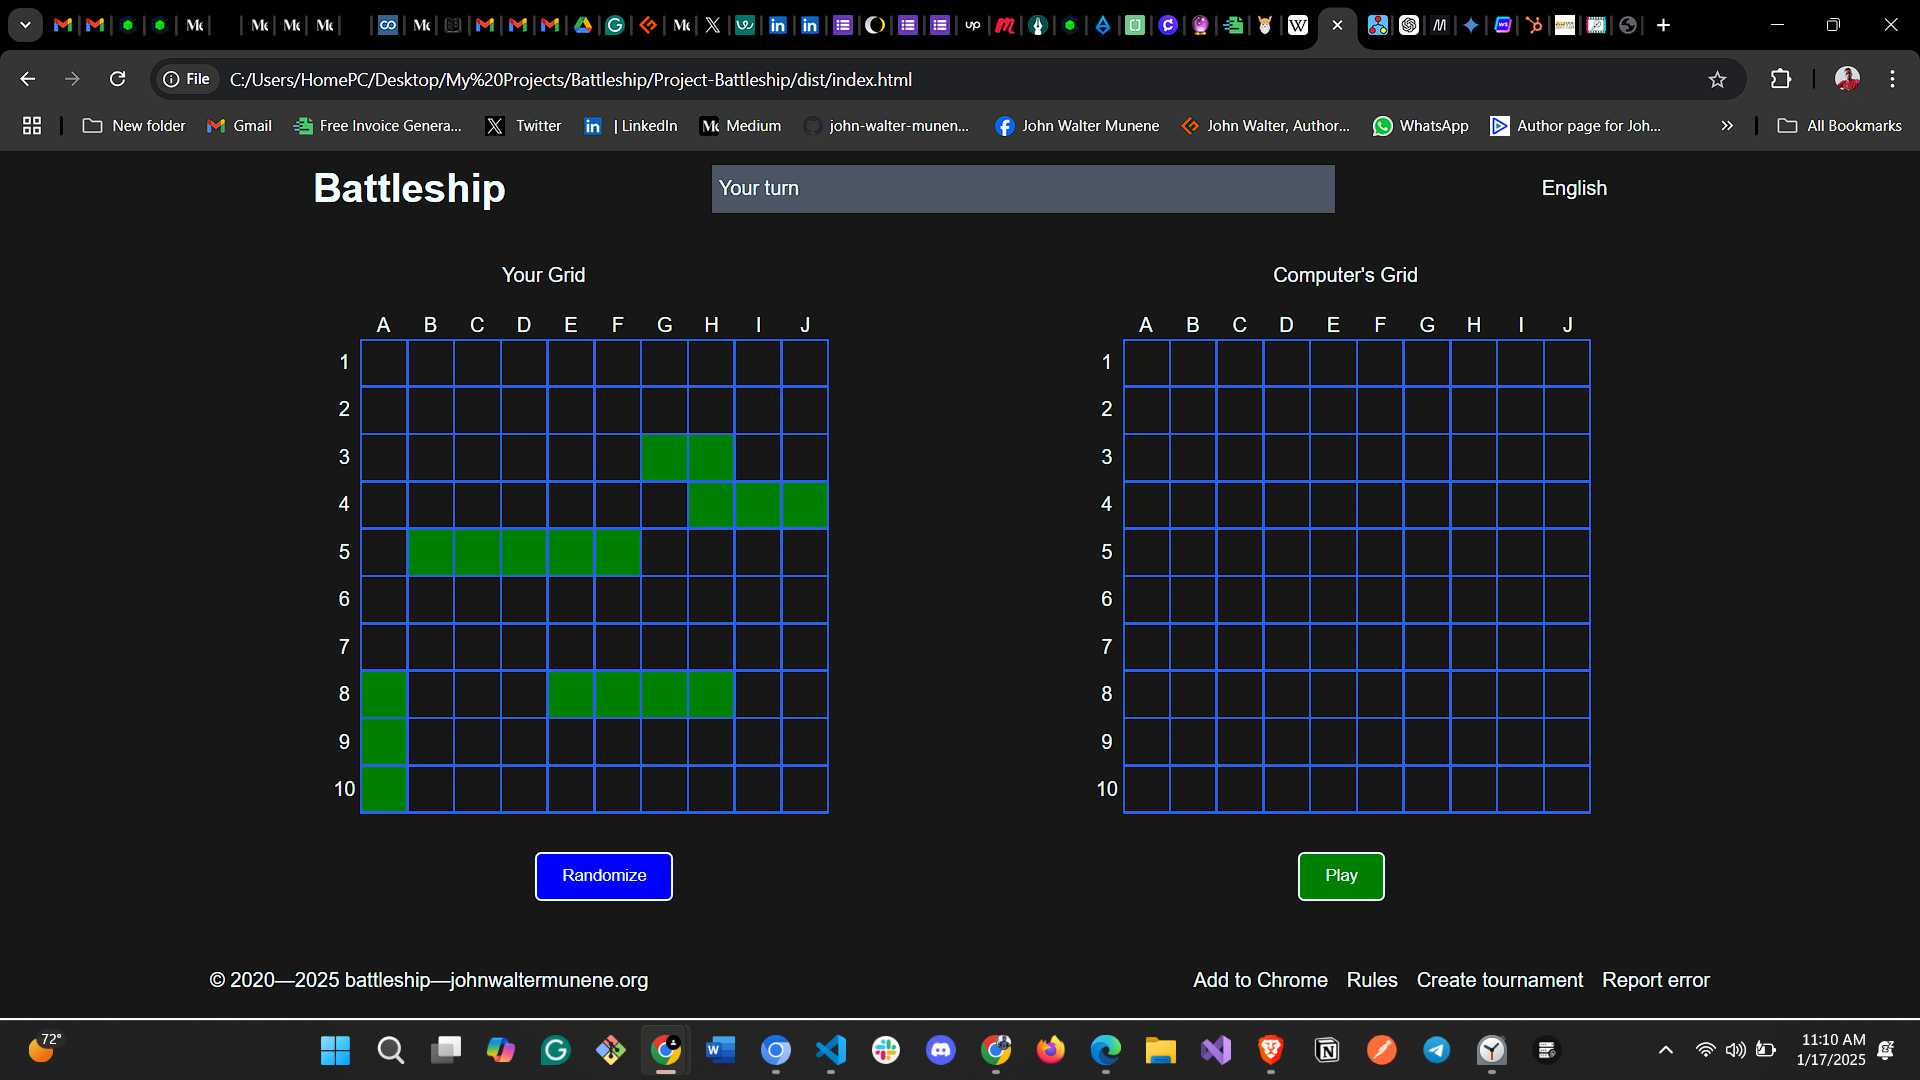 File C:/Users/HomePC/Desktop/My%20Projects/Battleship/Project-Battleship/dist/index.html
New folder Gmail Free Invoice Genera... Twitter | LinkedIn Medium john-walter-munen... John Walter Munene John Walter, Author... WhatsApp Author page for Joh... » All Bookmarks
Battleship Your turn English
Your Grid Computer's Grid
A B C D E F G H I J A B C D E F G H I J
1 1
2 2
3 3
4 4
5 5
6 6
7 7
8 8
9 9
10 10
Randomize Play
© 2020—2025 battleship—johnwaltermunene.org Add to Chrome Rules Create tournament Report error
72° 11:10 AM
1/17/2025